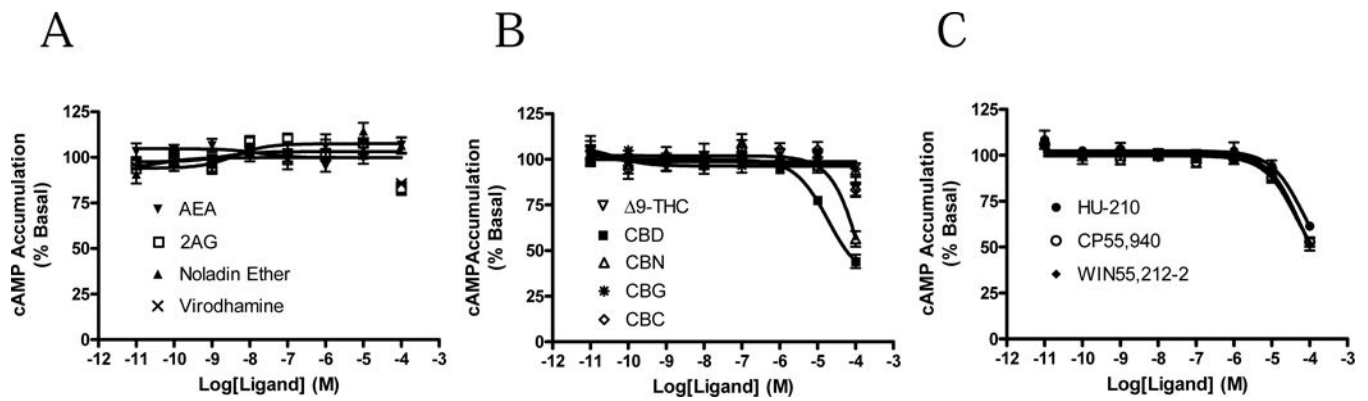 A
cAMP Accumulation
(% Basal)
125
100
75
50
25
0
AEA
2AG
Noladin Ether
Virodhamine
-12 -11 -10 -9 -8 -7 -6 -5 -4 -3
Log[Ligand] (M)
B
cAMPAccumulation
(% Basal)
125
100
75
50
25
0
Δ9-THC
CBD
CBN
CBG
CBC
-12 -11 -10 -9 -8 -7 -6 -5 -4 -3
Log[Ligand] (M)
C
cAMP Accumulation
(% Basal)
125
100
75
50
25
0
HU-210
CP55,940
WIN55,212-2
-12 -11 -10 -9 -8 -7 -6 -5 -4 -3
Log[Ligand] (M)